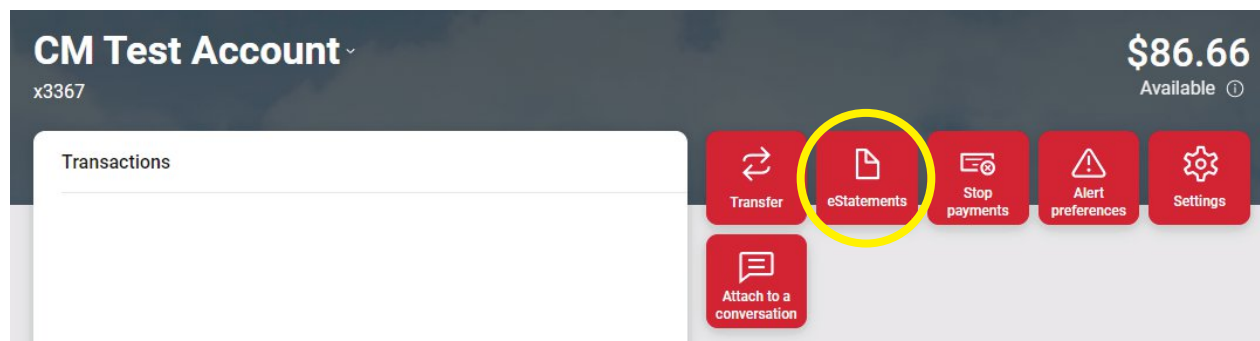 CM Test Account
x3367
$86.66
Available
Transactions
Transfer
eStatements
Stop
payments
Alert
preferences
Settings
Attach to a
conversation